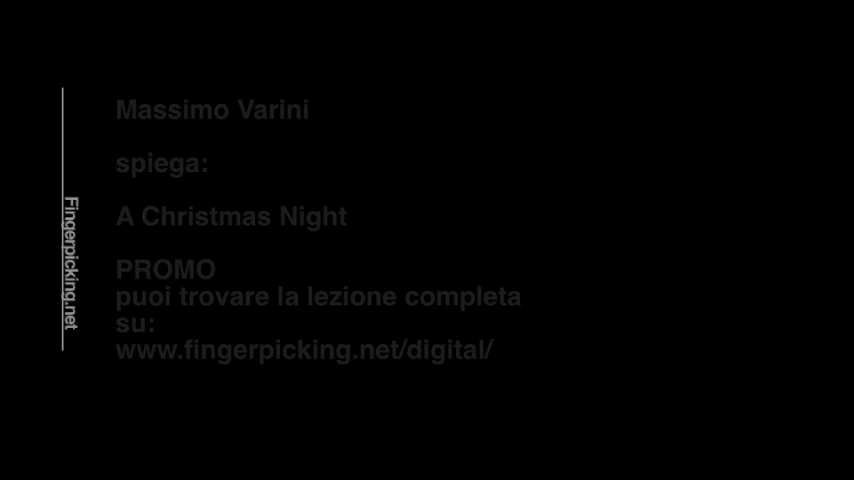 Massimo Varini
spiega:
A Christmas Night
PROMO
puoi trovare la lezione completa
su:
www.fingerpicking.net/digital/
Fingerpicking.net